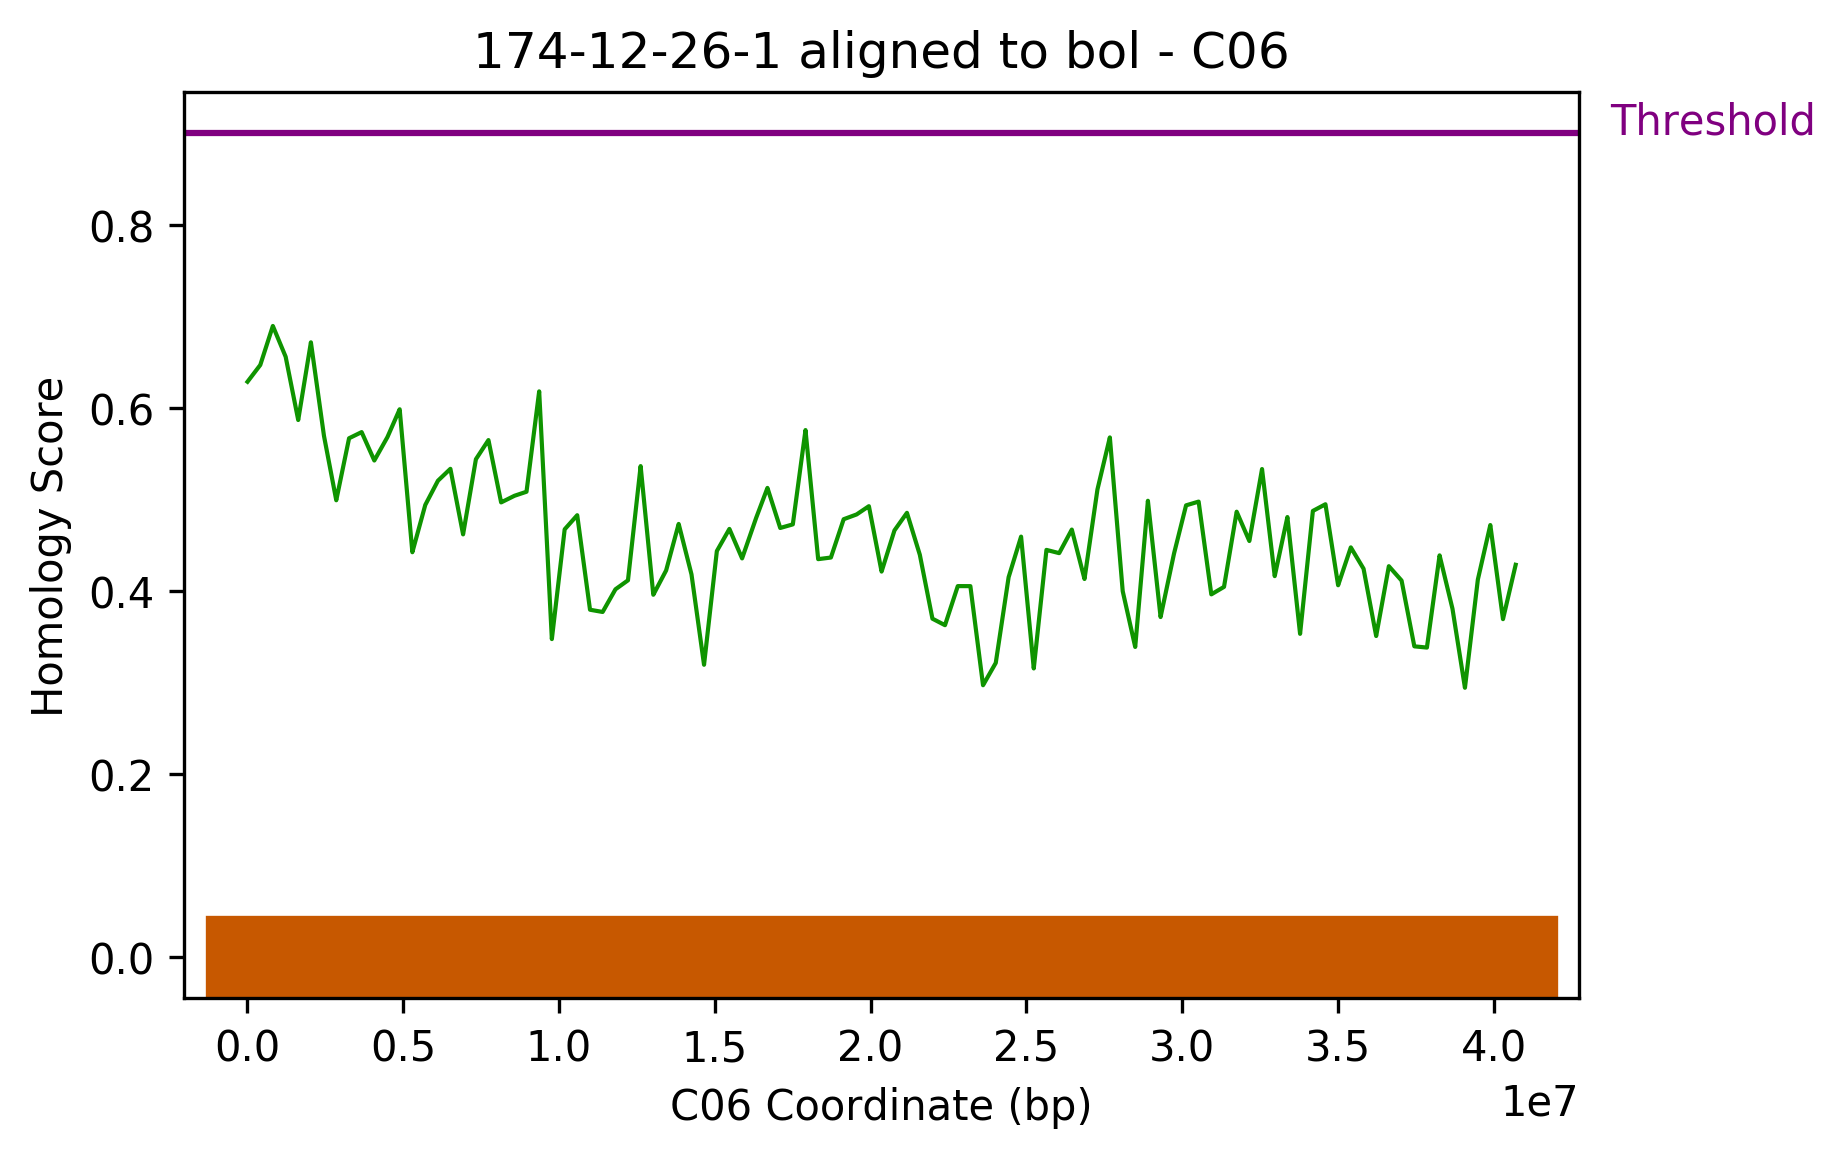 174-12-26-1 aligned to bol - C06
Threshold
Homology Score
0.8
0.6
0.4
0.2
0.0
0.0 0.5 1.0 1.5 2.0 2.5 3.0 3.5 4.0
1e7
C06 Coordinate (bp)